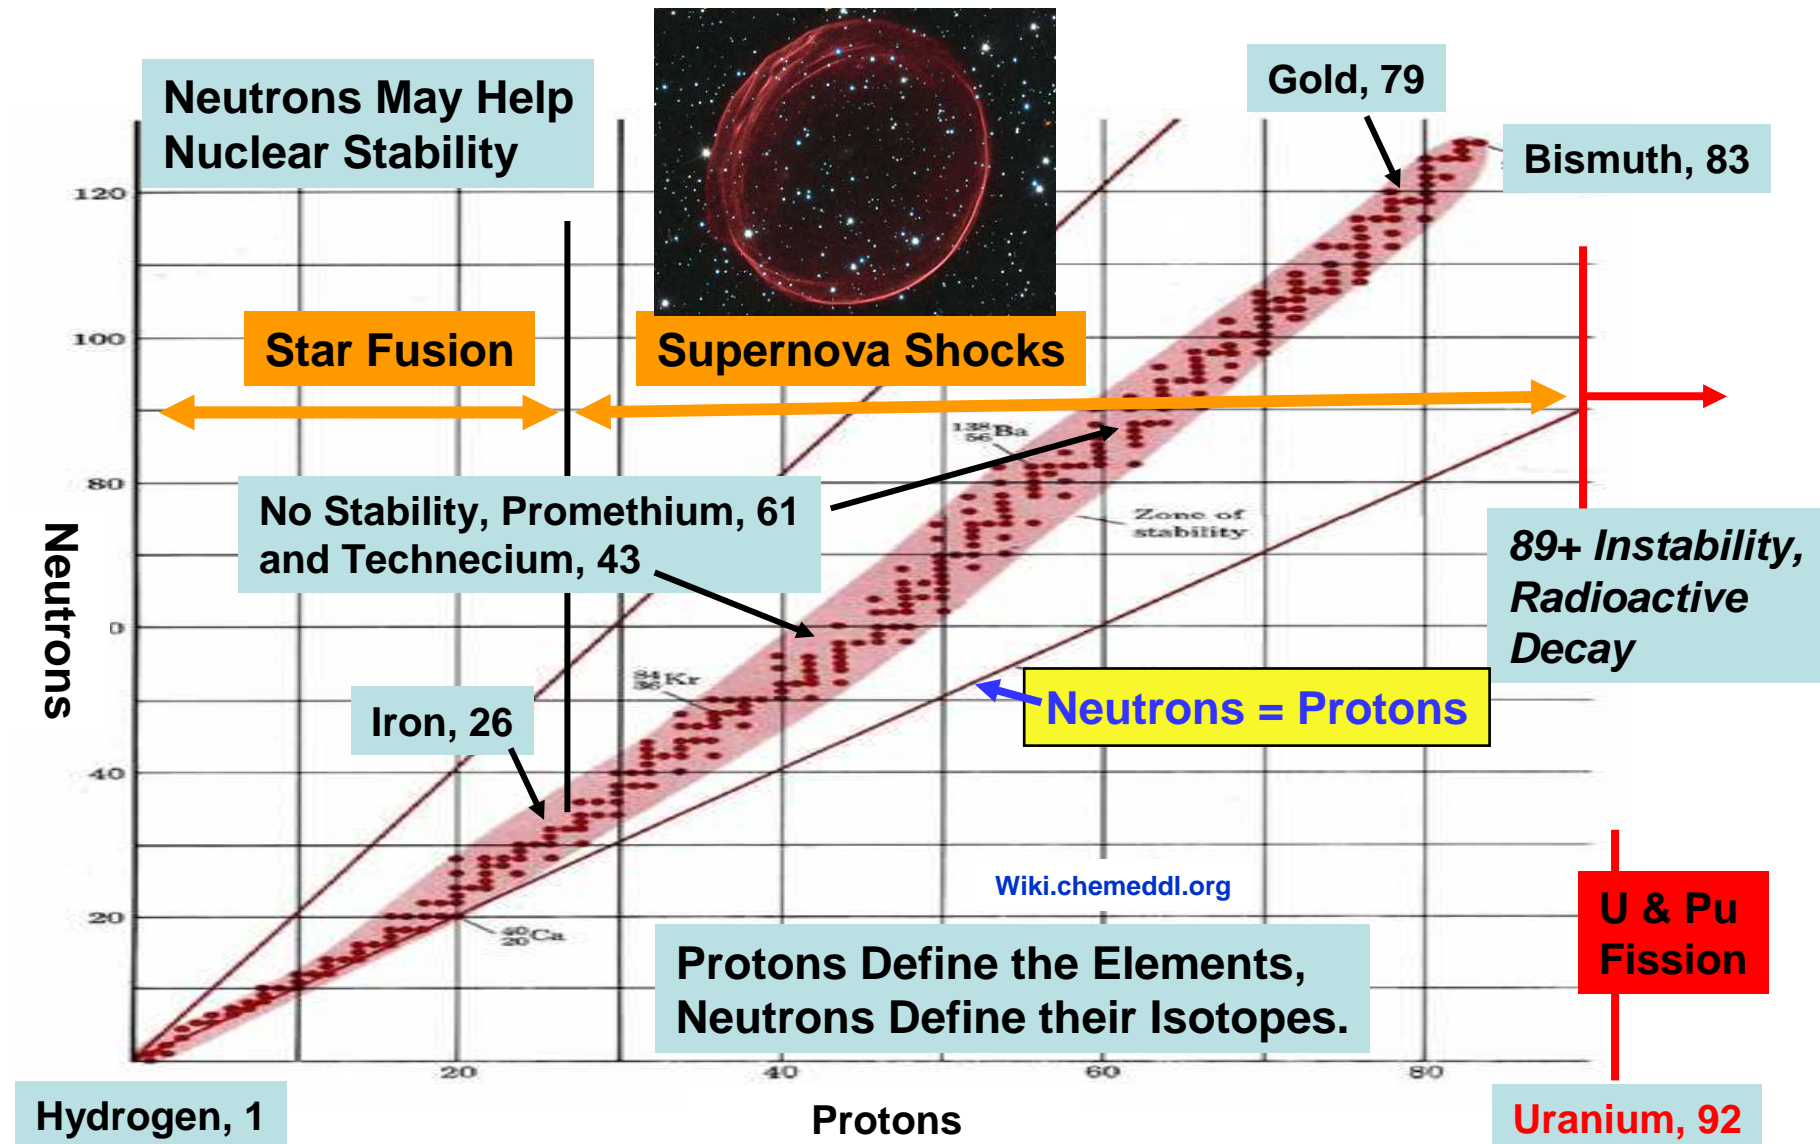 Neutrons May Help
Nuclear Stability
Gold, 79
Bismuth, 83
120
100
80
0
40
20
Star Fusion
Supernova Shocks
138
56 Ba
No Stability, Promethium, 61
and Technecium, 43
Zone of
stability
89+ Instability,
Radioactive
Decay
Neutrons
84
36 Kr
Iron, 26
Neutrons = Protons
Wiki.chemeddl.org
40
20 Ca
U & Pu
Fission
Protons Define the Elements,
Neutrons Define their Isotopes.
20
40
60
80
Hydrogen, 1
Protons
Uranium, 92